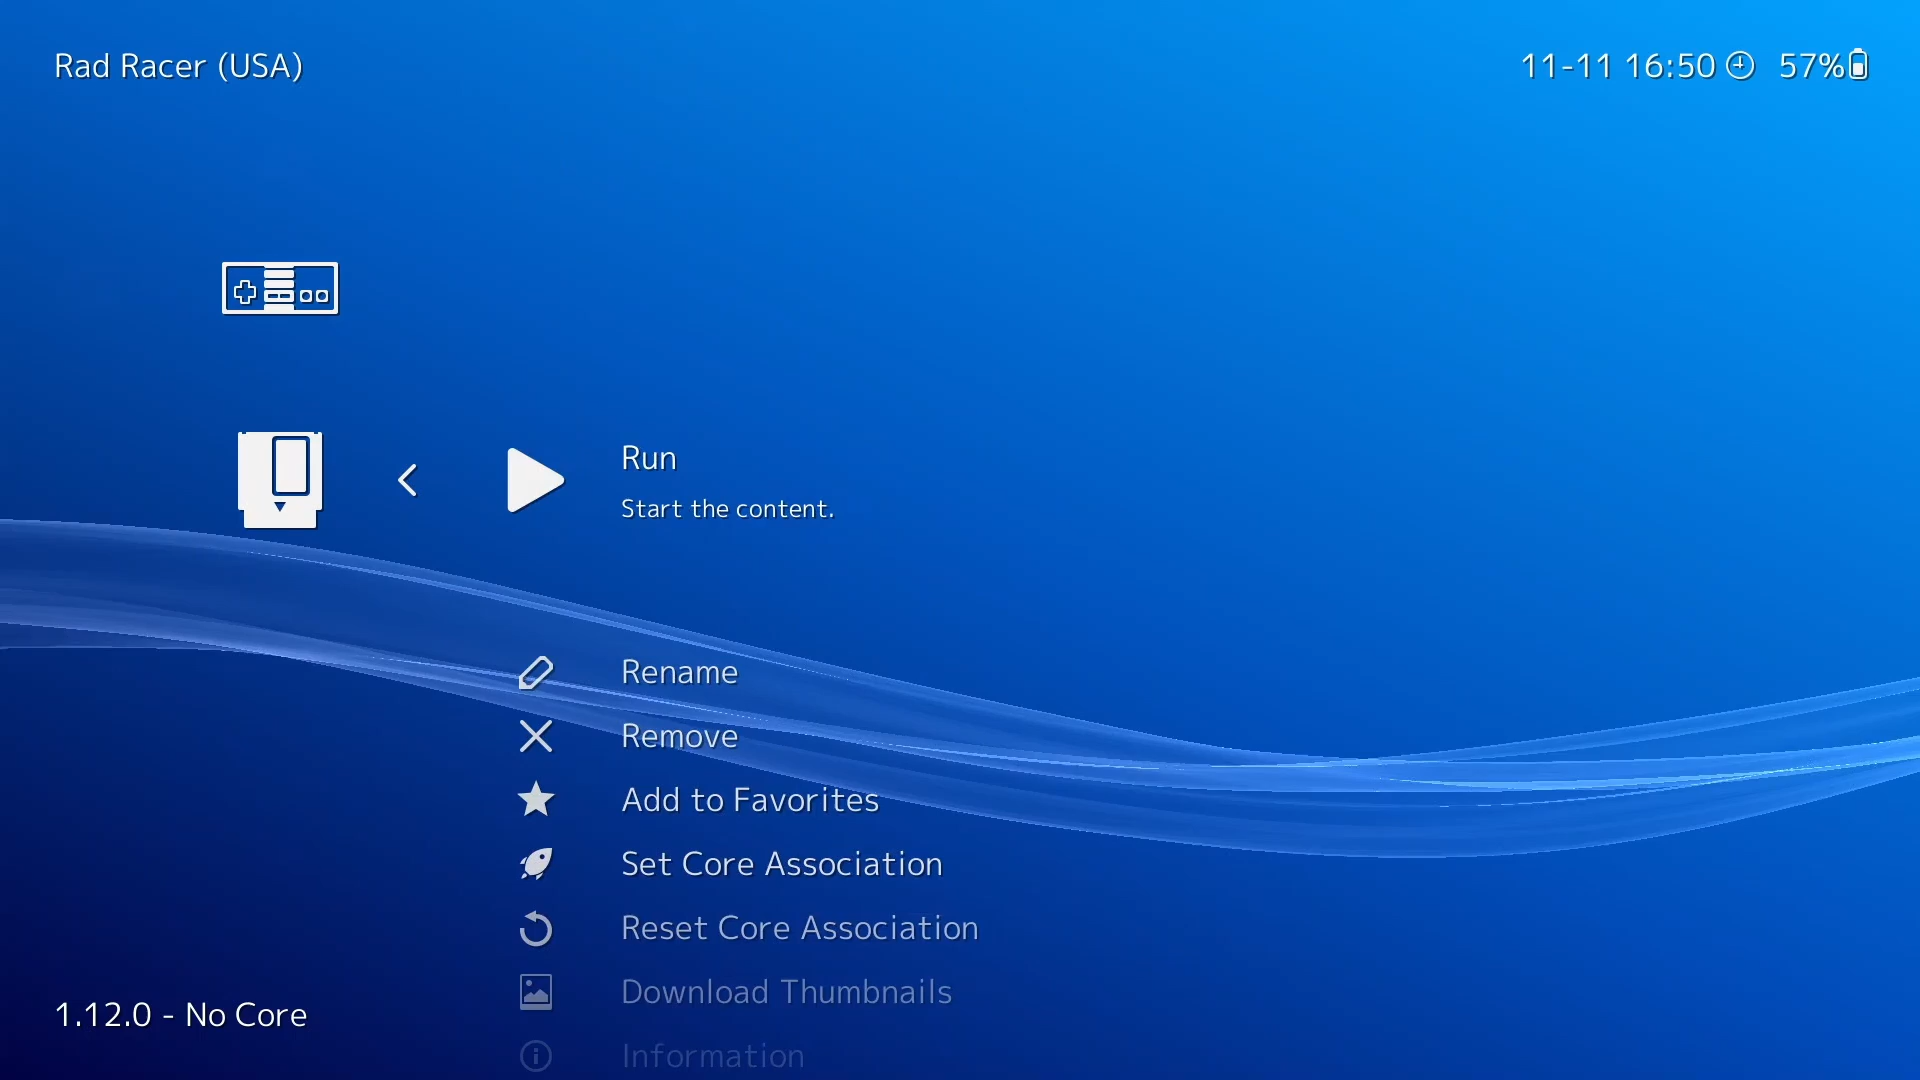 Rad Racer (USA)
11-11 16:50 57%
Run
Start the content.
Rename
Remove
Add to Favorites
Set Core Association
Reset Core Association
Download Thumbnails
Information
1.12.0 - No Core